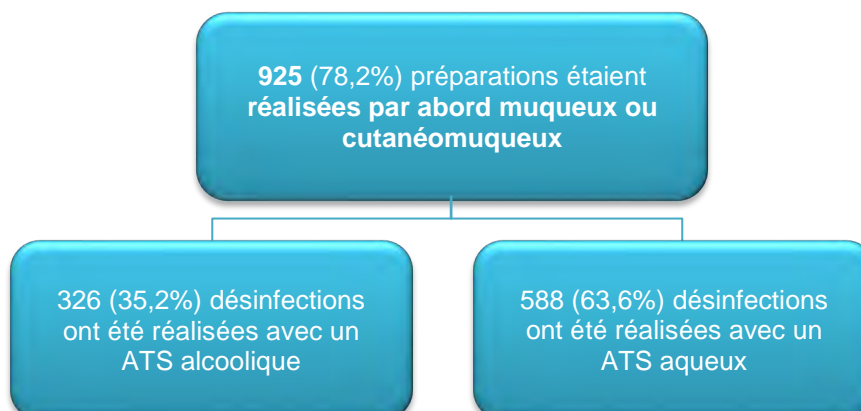 925 (78,2%) préparations étaient
réalisées par abord muqueux ou
cutanéomuqueux
326 (35,2%) désinfections
ont été réalisées avec un
ATS alcoolique
588 (63,6%) désinfections
ont été réalisées avec un
ATS aqueux